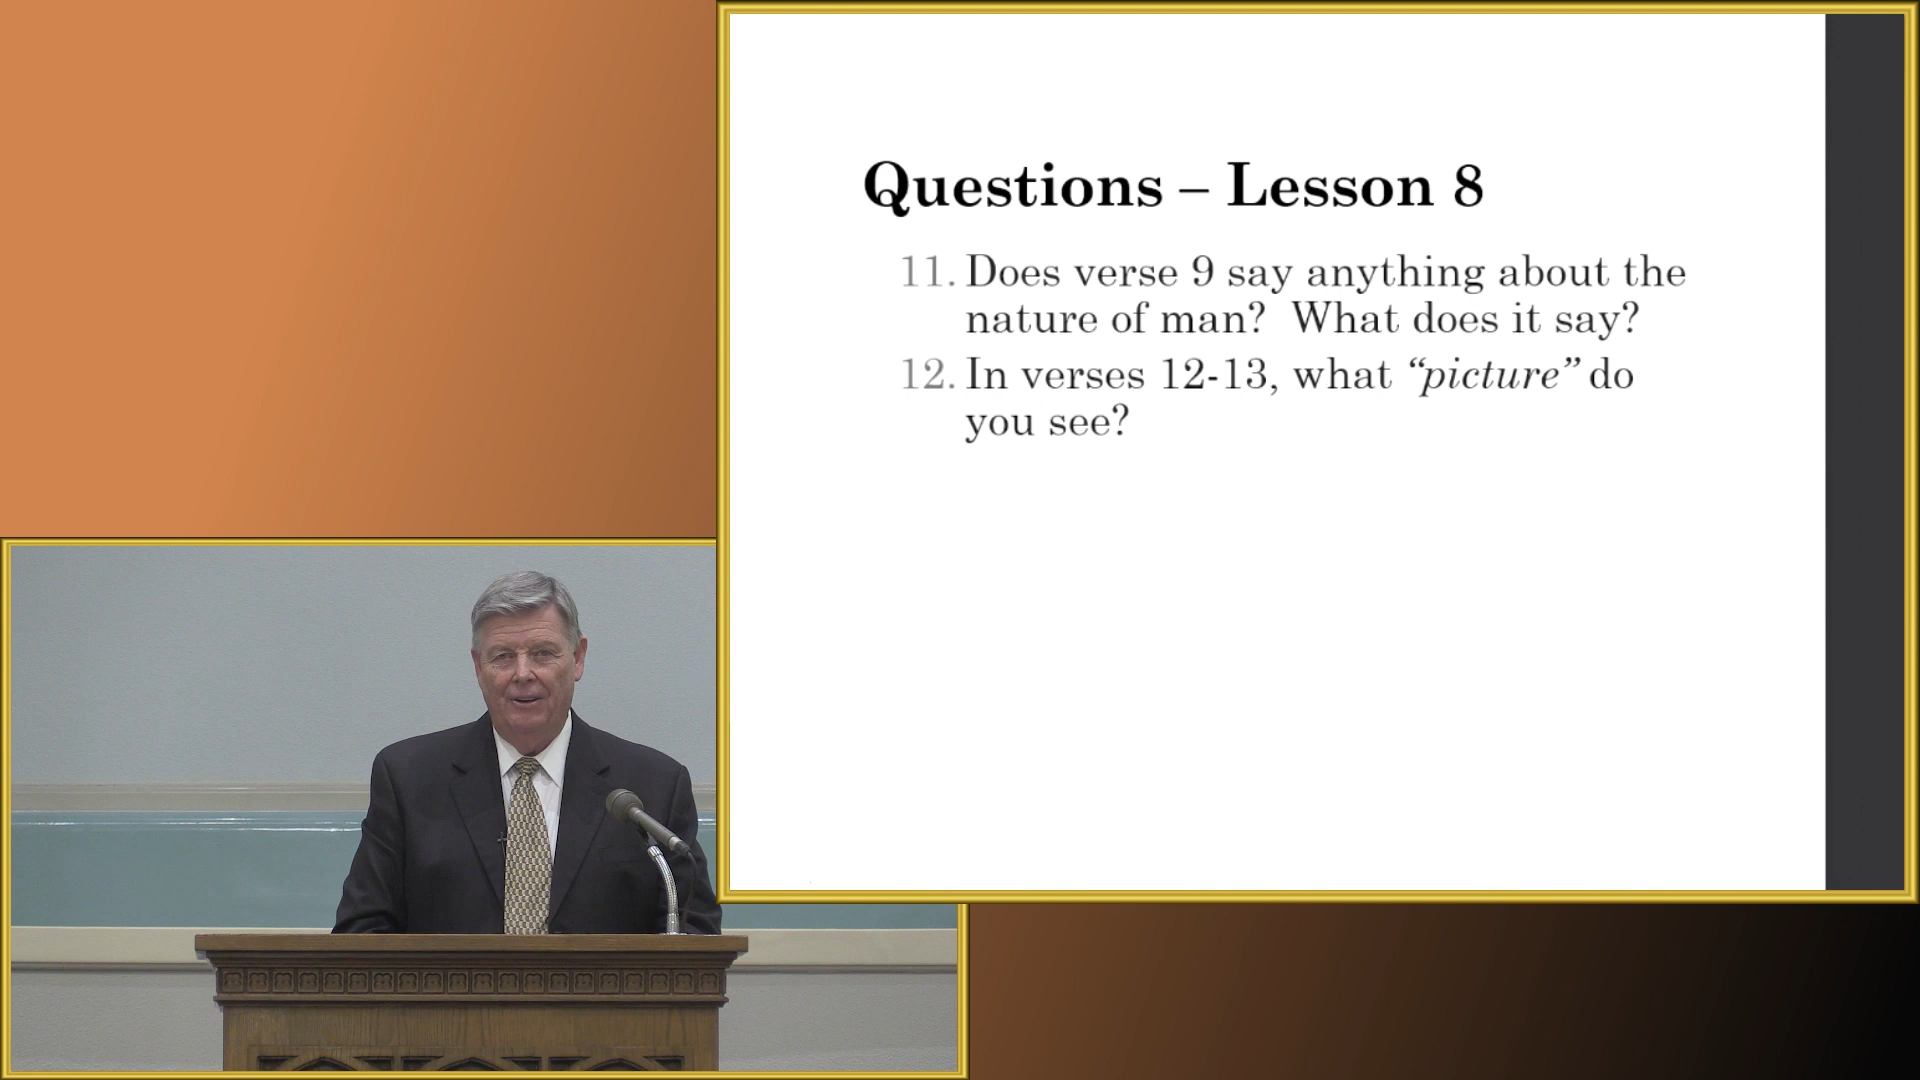 Questions – Lesson 8
11. Does verse 9 say anything about the
nature of man?  What does it say?
12. In verses 12-13, what “picture” do
you see?